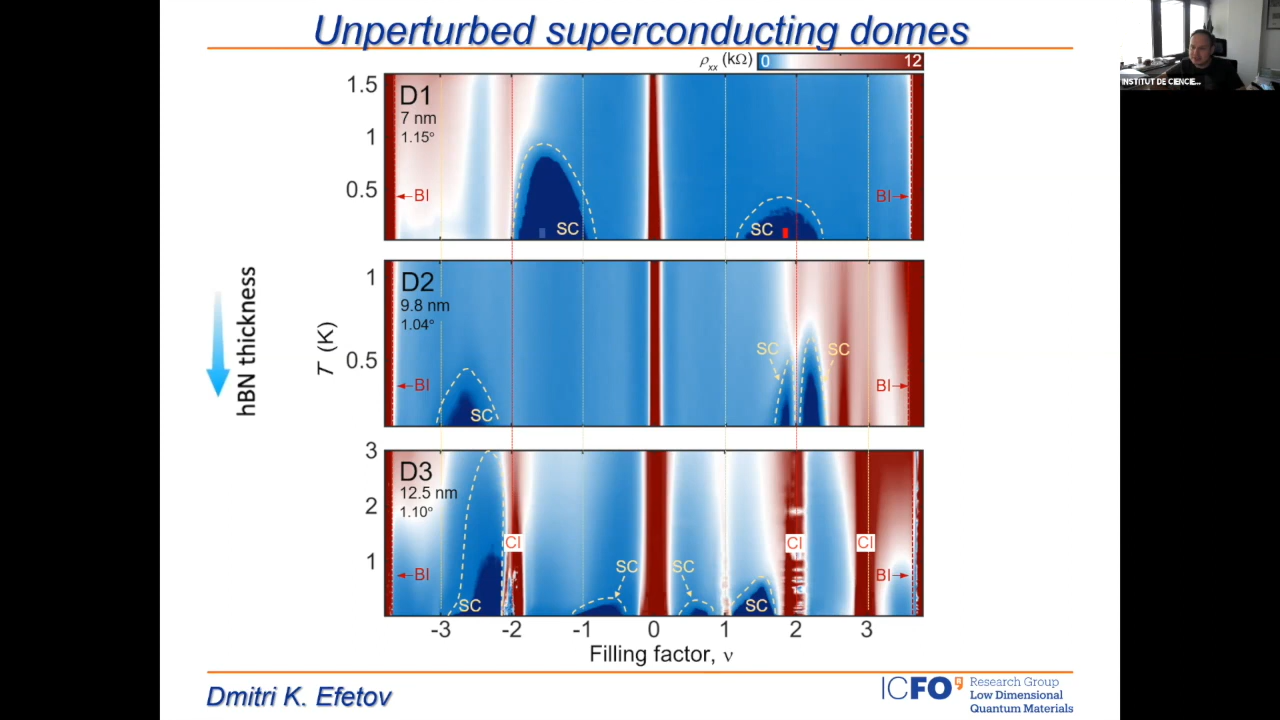 Unperturbed superconducting domes
ρxx (kΩ) 0 12
INSTITUT DE CIENCIE...
D1
7 nm
1.15°
1.5
1
0.5
BI
SC
SC
BI
hBN thickness
T (K)
D2
9.8 nm
1.04°
1
0.5
BI
SC
SC
SC
BI
D3
12.5 nm
1.10°
3
2
1
CI
CI
CI
BI
SC
SC
SC
SC
BI
-3 -2 -1 0 1 2 3
Filling factor, ν
Dmitri K. Efetov
ICFO
Research Group
Low Dimensional
Quantum Materials